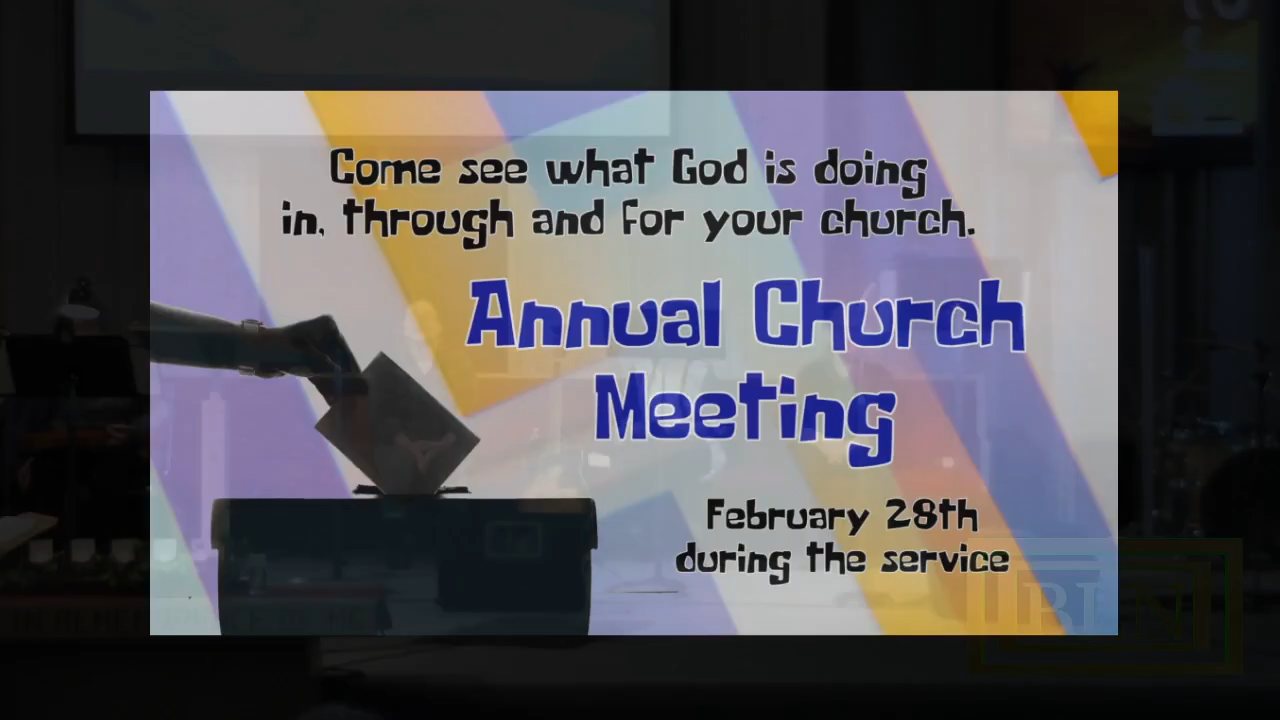 Come see what God is doing
in, through and for your church.
Annual Church
Meeting
February 28th
during the service